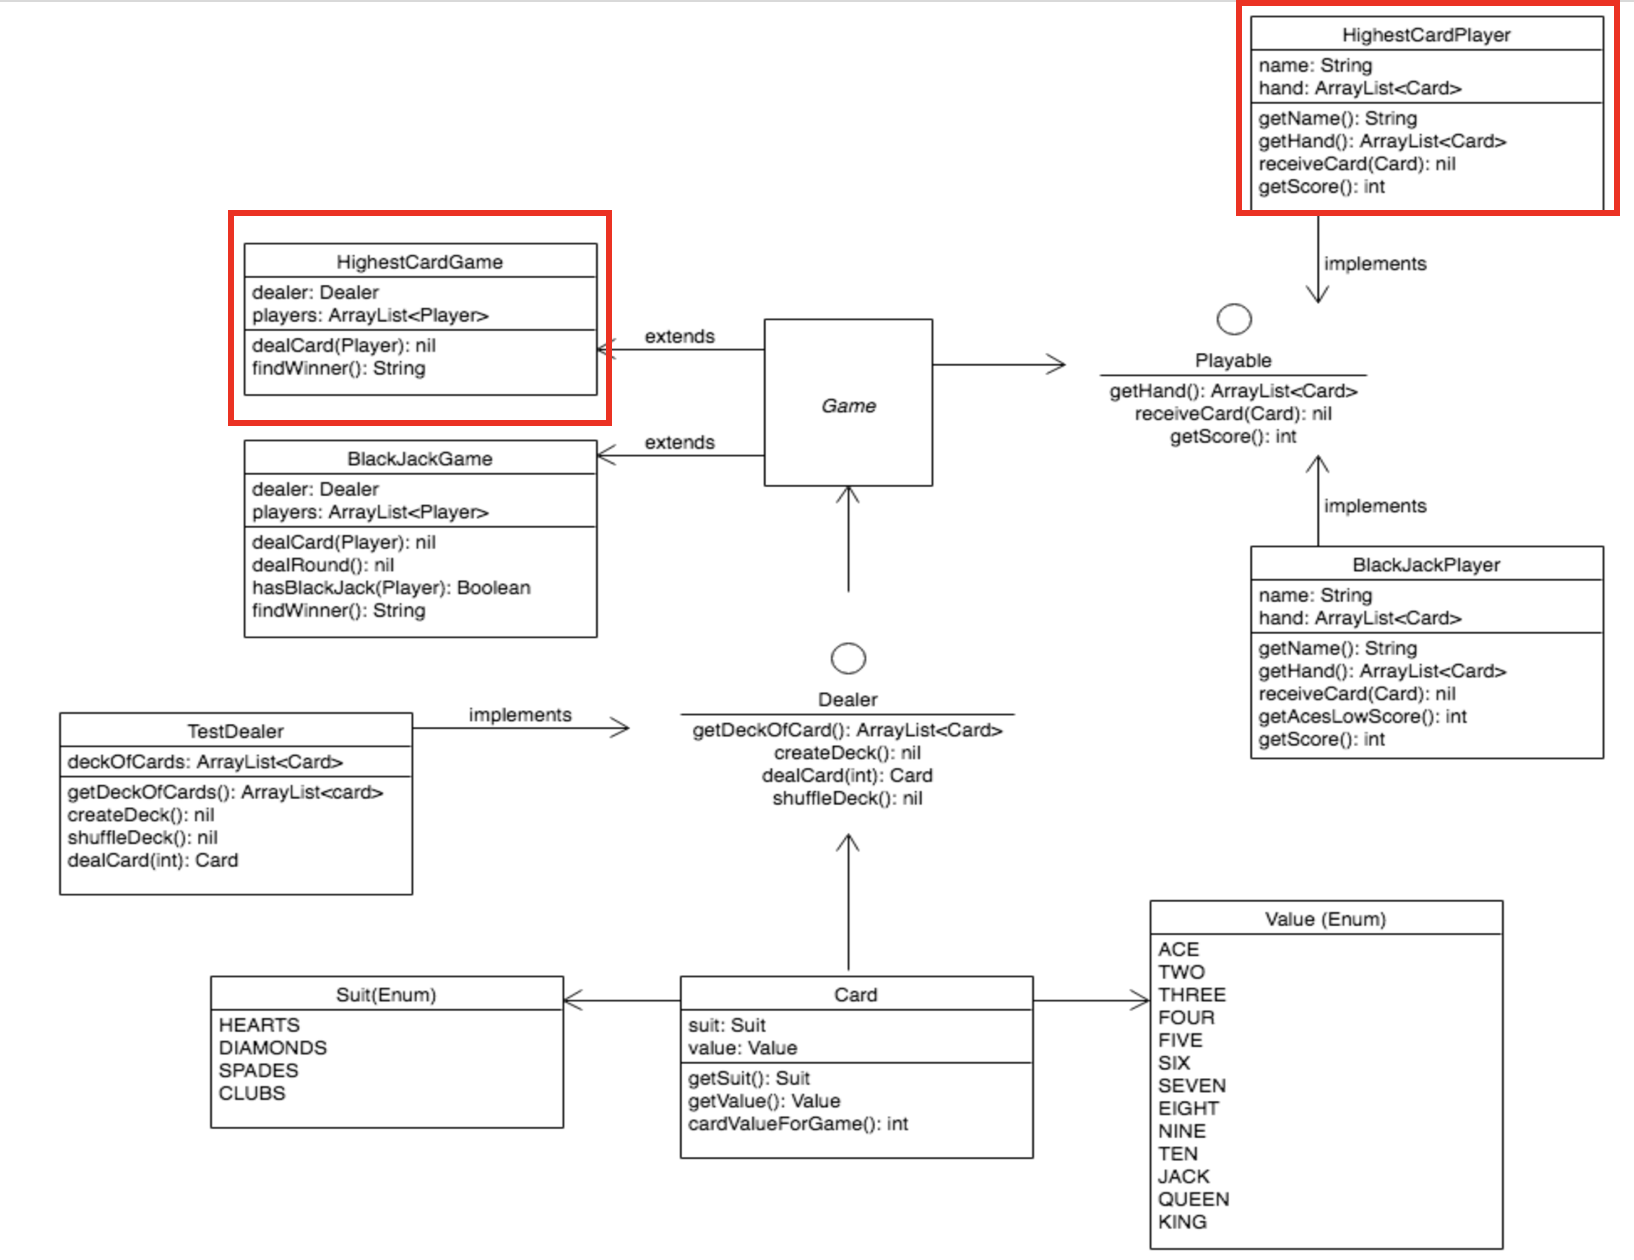 HighestCardPlayer
name: String
hand: ArrayList<Card>
getName(): String
getHand(): ArrayList<Card>
receiveCard(Card): nil
getScore(): int
implements
HighestCardGame
dealer: Dealer
players: ArrayList<Player>
dealCard(Player): nil
findWinner(): String
extends
Game
Playable
getHand(): ArrayList<Card>
receiveCard(Card): nil
getScore(): int
extends
BlackJackGame
dealer: Dealer
players: ArrayList<Player>
dealCard(Player): nil
dealRound(): nil
hasBlackJack(Player): Boolean
findWinner(): String
implements
BlackJackPlayer
name: String
hand: ArrayList<Card>
getName(): String
getHand(): ArrayList<Card>
receiveCard(Card): nil
getAcesLowScore(): int
getScore(): int
TestDealer
deckOfCards: ArrayList<Card>
getDeckOfCards(): ArrayList<card>
createDeck(): nil
shuffleDeck(): nil
dealCard(int): Card
implements
Dealer
getDeckOfCard(): ArrayList<Card>
createDeck(): nil
dealCard(int): Card
shuffleDeck(): nil
Suit(Enum)
HEARTS
DIAMONDS
SPADES
CLUBS
Card
suit: Suit
value: Value
getSuit(): Suit
getValue(): Value
cardValueForGame(): int
Value (Enum)
ACE
TWO
THREE
FOUR
FIVE
SIX
SEVEN
EIGHT
NINE
TEN
JACK
QUEEN
KING